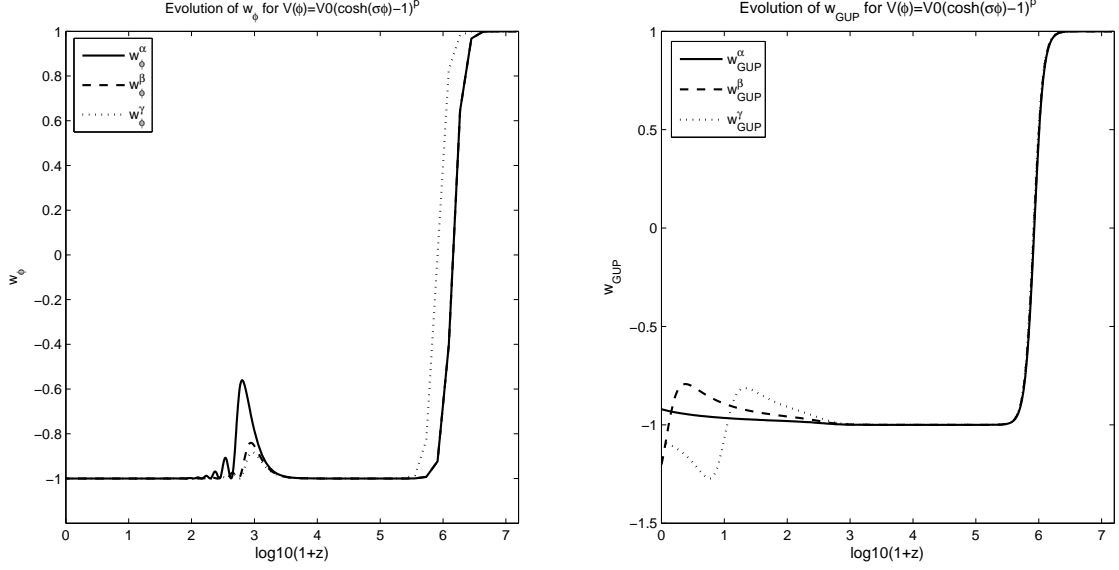 Evolution of w_ϕ for V(ϕ)=V0(cosh(σϕ)−1)^p
w_ϕ^α
w_ϕ^β
w_ϕ^γ
1
0.8
0.6
0.4
0.2
0
−0.2
−0.4
−0.6
−0.8
−1
w_ϕ
0 1 2 3 4 5 6 7
log10(1+z)
Evolution of w_GUP for V(ϕ)=V0(cosh(σϕ)−1)^p
w_GUP^α
w_GUP^β
w_GUP^γ
1
0.5
0
−0.5
−1
−1.5
w_GUP
0 1 2 3 4 5 6 7
log10(1+z)